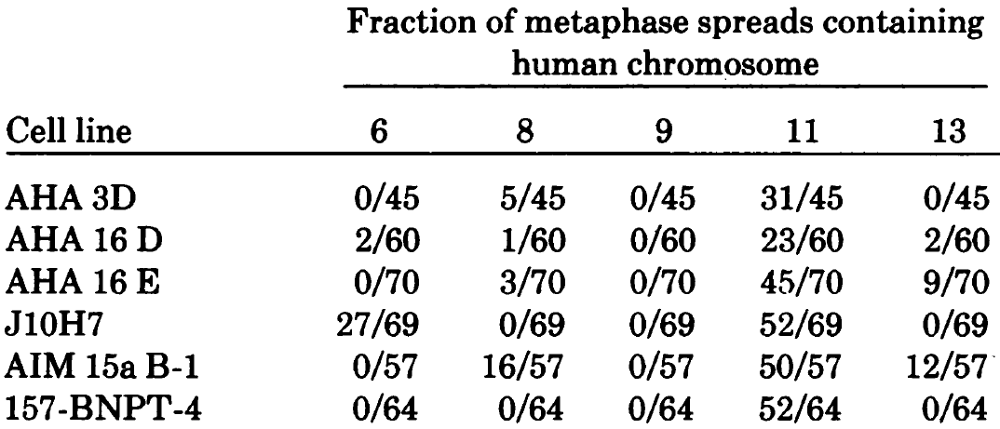 Fraction of metaphase spreads containing
human chromosome
Cell line 6 8 9 11 13
AHA 3D 0/45 5/45 0/45 31/45 0/45
AHA 16 D 2/60 1/60 0/60 23/60 2/60
AHA 16 E 0/70 3/70 0/70 45/70 9/70
J10H7 27/69 0/69 0/69 52/69 0/69
AIM 15a B-1 0/57 16/57 0/57 50/57 12/57
157-BNPT-4 0/64 0/64 0/64 52/64 0/64